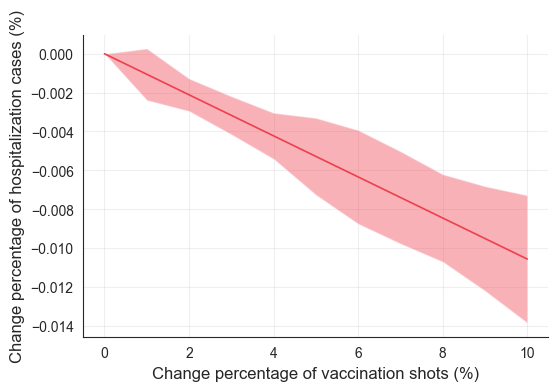 Change percentage of hospitalization cases (%)
0.000
−0.002
−0.004
−0.006
−0.008
−0.010
−0.012
−0.014
0 2 4 6 8 10
Change percentage of vaccination shots (%)